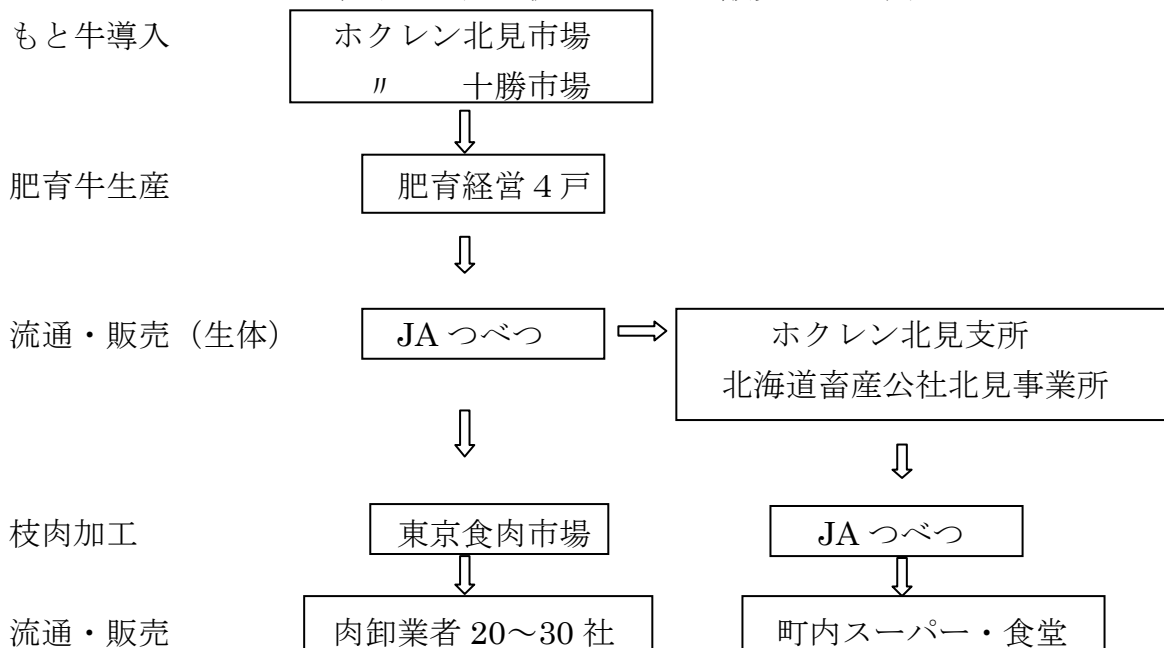 もと牛導入 ホクレン北見市場
〃 十勝市場
肥育牛生産 肥育経営４戸
流通・販売（生体） JAつべつ ホクレン北見支所
北海道畜産公社北見事業所
枝肉加工 東京食肉市場 JAつべつ
流通・販売 肉卸業者 20～30 社 町内スーパー・食堂